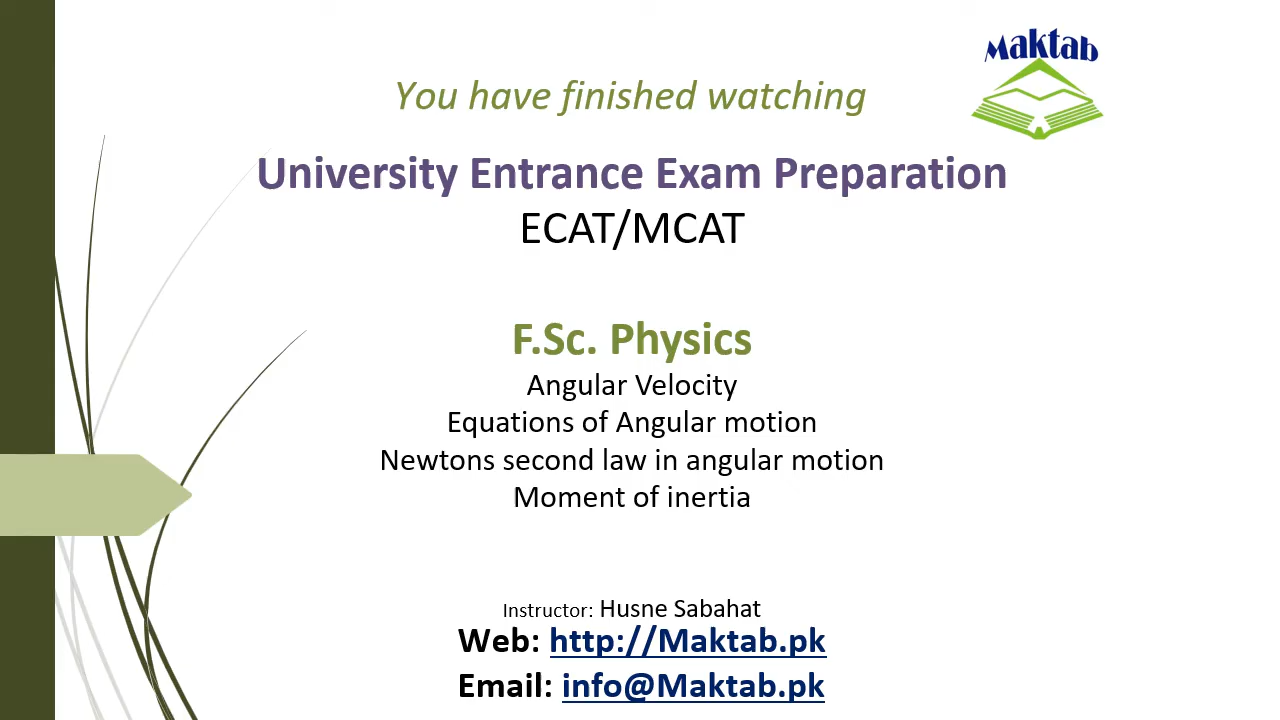 Maktab
You have finished watching
University Entrance Exam Preparation
ECAT/MCAT
F.Sc. Physics
Angular Velocity
Equations of Angular motion
Newtons second law in angular motion
Moment of inertia
Instructor: Husne Sabahat
Web: http://Maktab.pk
Email: info@Maktab.pk